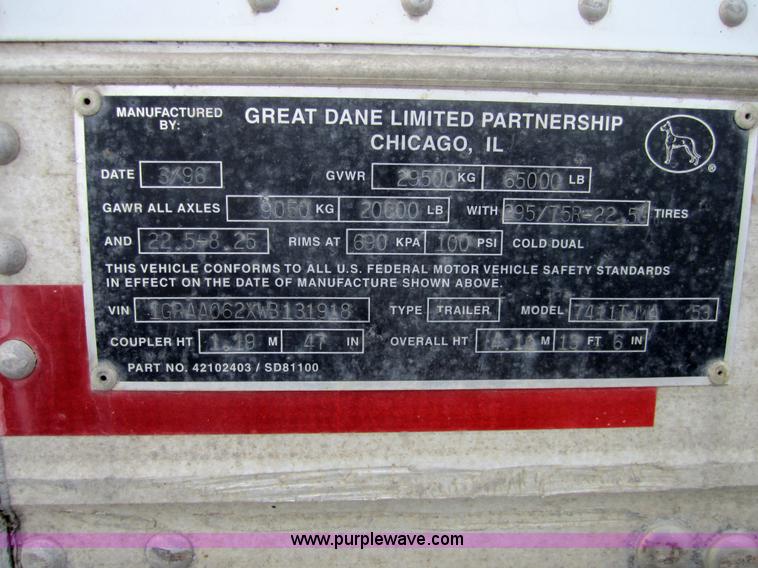 MANUFACTURED BY: GREAT DANE LIMITED PARTNERSHIP
CHICAGO, IL
®
DATE 3/98 GVWR 29500 KG 65000 LB
GAWR ALL AXLES 9050 KG 20000 LB WITH 295/75R-22.5G TIRES
AND 22.5-8.25 RIMS AT 690 KPA 100 PSI COLD DUAL
THIS VEHICLE CONFORMS TO ALL U.S. FEDERAL MOTOR VEHICLE SAFETY STANDARDS
IN EFFECT ON THE DATE OF MANUFACTURE SHOWN ABOVE.
VIN 1GRAA062XWB131918 TYPE TRAILER MODEL 53
COUPLER HT 1.19 M 47 IN OVERALL HT 4.11 M 13 FT 6 IN
PART NO. 42102403 / SD81100
www.purplewave.com